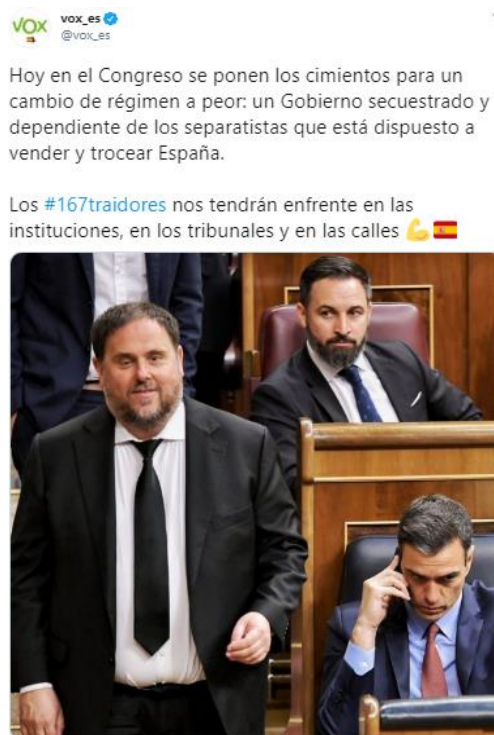 VOX
vox_es
@vox_es
Hoy en el Congreso se ponen los cimientos para un
cambio de régimen a peor: un Gobierno secuestrado y
dependiente de los separatistas que está dispuesto a
vender y trocear España.
Los #167traidores nos tendrán enfrente en las
instituciones, en los tribunales y en las calles 💪🇪🇸